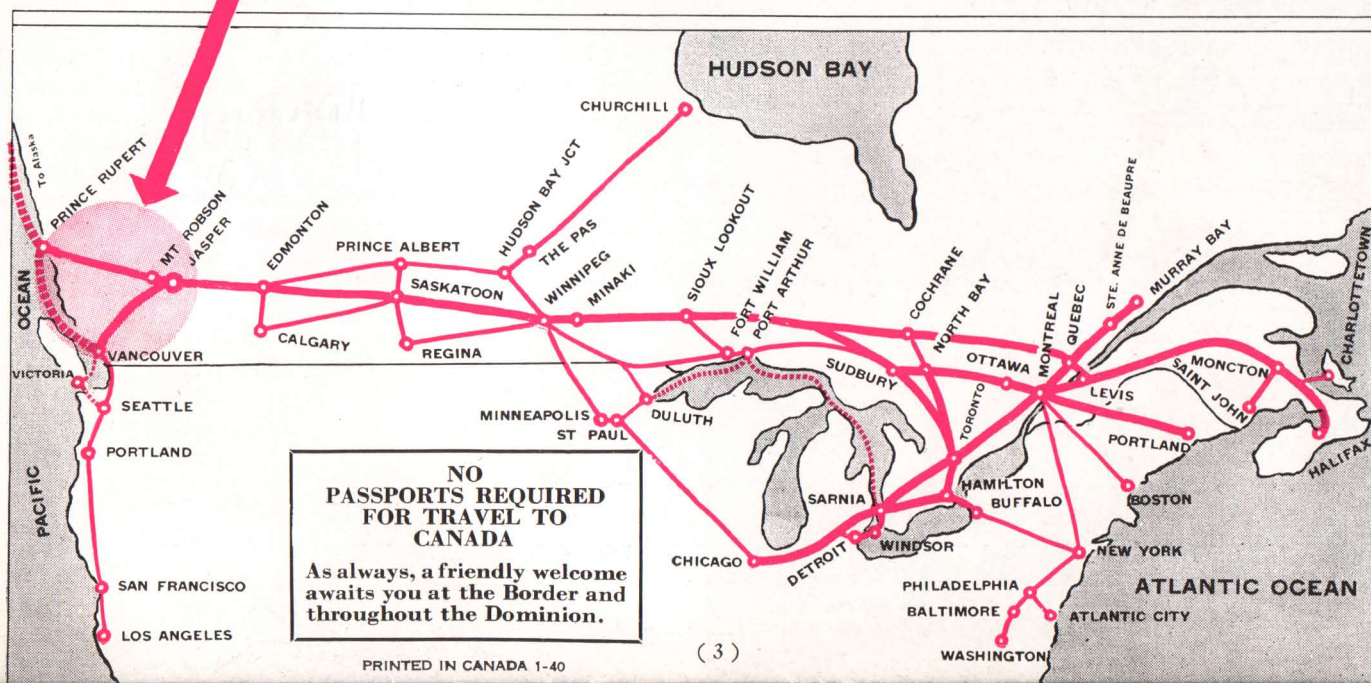 HUDSON BAY
CHURCHILL
To Alaska
PRINCE RUPERT
MT ROBSON
JASPER
EDMONTON
PRINCE ALBERT
HUDSON BAY JCT
THE PAS
WINNIPEG
MINAKI
SIOUX LOOKOUT
FORT WILLIAM
PORT ARTHUR
COCHRANE
NORTH BAY
OTTAWA
MONTREAL
QUEBEC
STE. ANNE DE BEAUPRE
MURRAY BAY
CHARLOTTETOWN
OCEAN
SASKATOON
CALGARY
REGINA
VANCOUVER
VICTORIA
SEATTLE
PORTLAND
PACIFIC
SAN FRANCISCO
LOS ANGELES
MINNEAPOLIS
ST PAUL
DULUTH
SUDBURY
TORONTO
LEVIS
MONCTON
SAINT JOHN
PORTLAND
HALIFAX
SARNIA
HAMILTON
BUFFALO
BOSTON
CHICAGO
DETROIT
WINDSOR
NEW YORK
PHILADELPHIA
BALTIMORE
ATLANTIC CITY
WASHINGTON
ATLANTIC OCEAN
NO
PASSPORTS REQUIRED
FOR TRAVEL TO
CANADA
As always, a friendly welcome
awaits you at the Border and
throughout the Dominion.
PRINTED IN CANADA 1-40
(3)